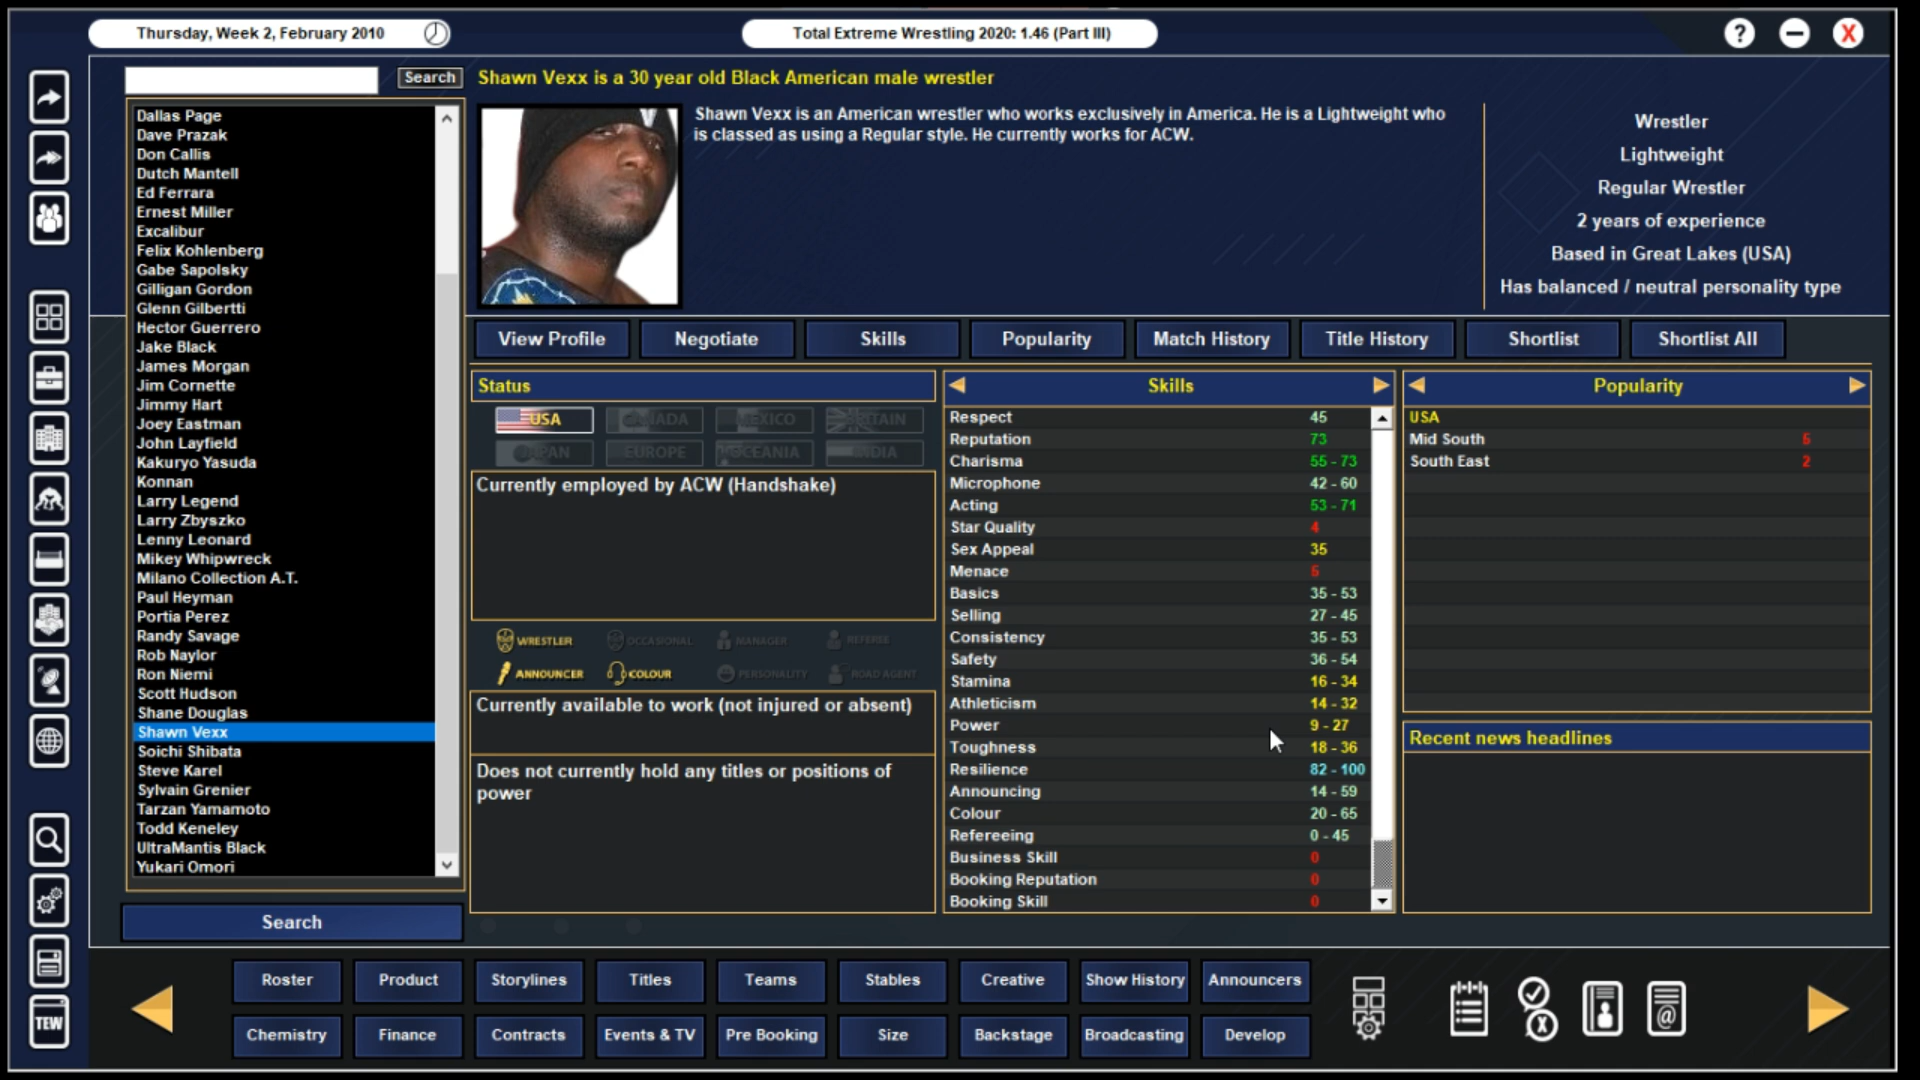 Thursday, Week 2, February 2010
Total Extreme Wrestling 2020: 1.46 (Part III)
?
X
Search
Shawn Vexx is a 30 year old Black American male wrestler
Dallas Page
Dave Prazak
Don Callis
Dutch Mantell
Ed Ferrara
Ernest Miller
Excalibur
Felix Kohlenberg
Gabe Sapolsky
Gilligan Gordon
Glenn Gilbertti
Hector Guerrero
Jake Black
James Morgan
Jim Cornette
Jimmy Hart
Joey Eastman
John Layfield
Kakuryo Yasuda
Konnan
Larry Legend
Larry Zbyszko
Lenny Leonard
Mikey Whipwreck
Milano Collection A.T.
Paul Heyman
Portia Perez
Randy Savage
Rob Naylor
Ron Niemi
Scott Hudson
Shane Douglas
Shawn Vexx
Soichi Shibata
Steve Karel
Sylvain Grenier
Tarzan Yamamoto
Todd Keneley
UltraMantis Black
Yukari Omori
Search
Shawn Vexx is an American wrestler who works exclusively in America. He is a Lightweight who
is classed as using a Regular style. He currently works for ACW.
Wrestler
Lightweight
Regular Wrestler
2 years of experience
Based in Great Lakes (USA)
Has balanced / neutral personality type
View Profile
Negotiate
Skills
Popularity
Match History
Title History
Shortlist
Shortlist All
Status
USA
CANADA
MEXICO
BRITAIN
JAPAN
EUROPE
OCEANIA
INDIA
Currently employed by ACW (Handshake)
WRESTLER
OCCASIONAL
MANAGER
REFEREE
ANNOUNCER
COLOUR
PERSONALITY
ROAD AGENT
Currently available to work (not injured or absent)
Does not currently hold any titles or positions of
power
Skills
Respect 45
Reputation 73
Charisma 55 - 73
Microphone 42 - 60
Acting 53 - 71
Star Quality 4
Sex Appeal 35
Menace 5
Basics 35 - 53
Selling 27 - 45
Consistency 35 - 53
Safety 36 - 54
Stamina 16 - 34
Athleticism 14 - 32
Power 9 - 27
Toughness 18 - 36
Resilience 82 - 100
Announcing 14 - 59
Colour 20 - 65
Refereeing 0 - 45
Business Skill 0
Booking Reputation 0
Booking Skill 0
Popularity
USA
Mid South 5
South East 2
Recent news headlines
Roster
Product
Storylines
Titles
Teams
Stables
Creative
Show History
Announcers
Chemistry
Finance
Contracts
Events & TV
Pre Booking
Size
Backstage
Broadcasting
Develop
TEW